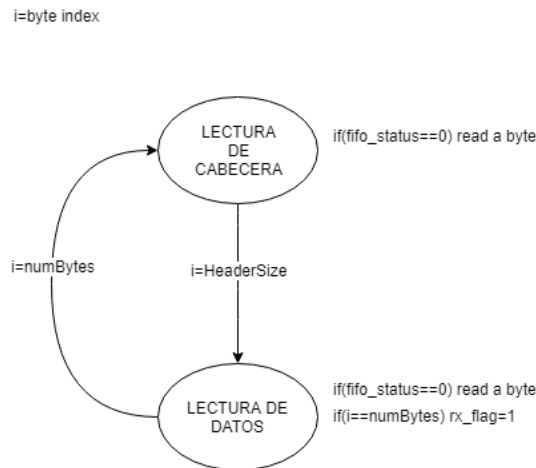 i=byte index
LECTURA
DE
CABECERA
if(fifo_status==0) read a byte
i=numBytes
i=HeaderSize
LECTURA DE
DATOS
if(fifo_status==0) read a byte
if(i==numBytes) rx_flag=1